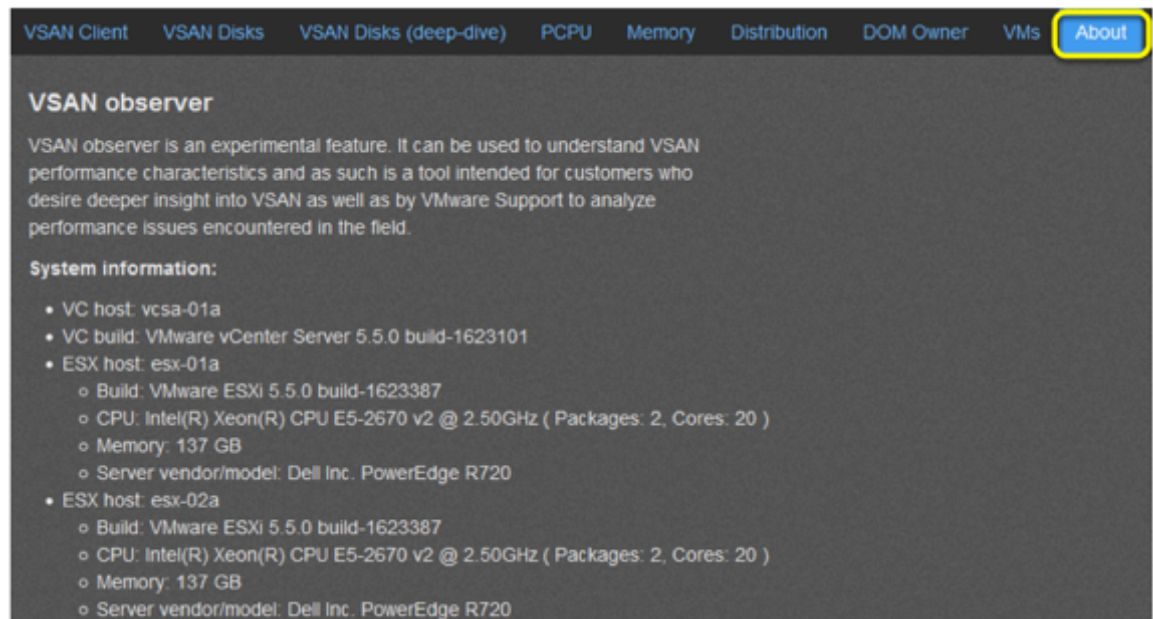 VSAN Client VSAN Disks VSAN Disks (deep-dive) PCPU Memory Distribution DOM Owner VMs About
VSAN observer
VSAN observer is an experimental feature. It can be used to understand VSAN
performance characteristics and as such is a tool intended for customers who
desire deeper insight into VSAN as well as by VMware Support to analyze
performance issues encountered in the field.
System information:
• VC host: vcsa-01a
• VC build: VMware vCenter Server 5.5.0 build-1623101
• ESX host: esx-01a
◦ Build: VMware ESXi 5.5.0 build-1623387
◦ CPU: Intel(R) Xeon(R) CPU E5-2670 v2 @ 2.50GHz ( Packages: 2, Cores: 20 )
◦ Memory: 137 GB
◦ Server vendor/model: Dell Inc. PowerEdge R720
• ESX host: esx-02a
◦ Build: VMware ESXi 5.5.0 build-1623387
◦ CPU: Intel(R) Xeon(R) CPU E5-2670 v2 @ 2.50GHz ( Packages: 2, Cores: 20 )
◦ Memory: 137 GB
◦ Server vendor/model: Dell Inc. PowerEdge R720